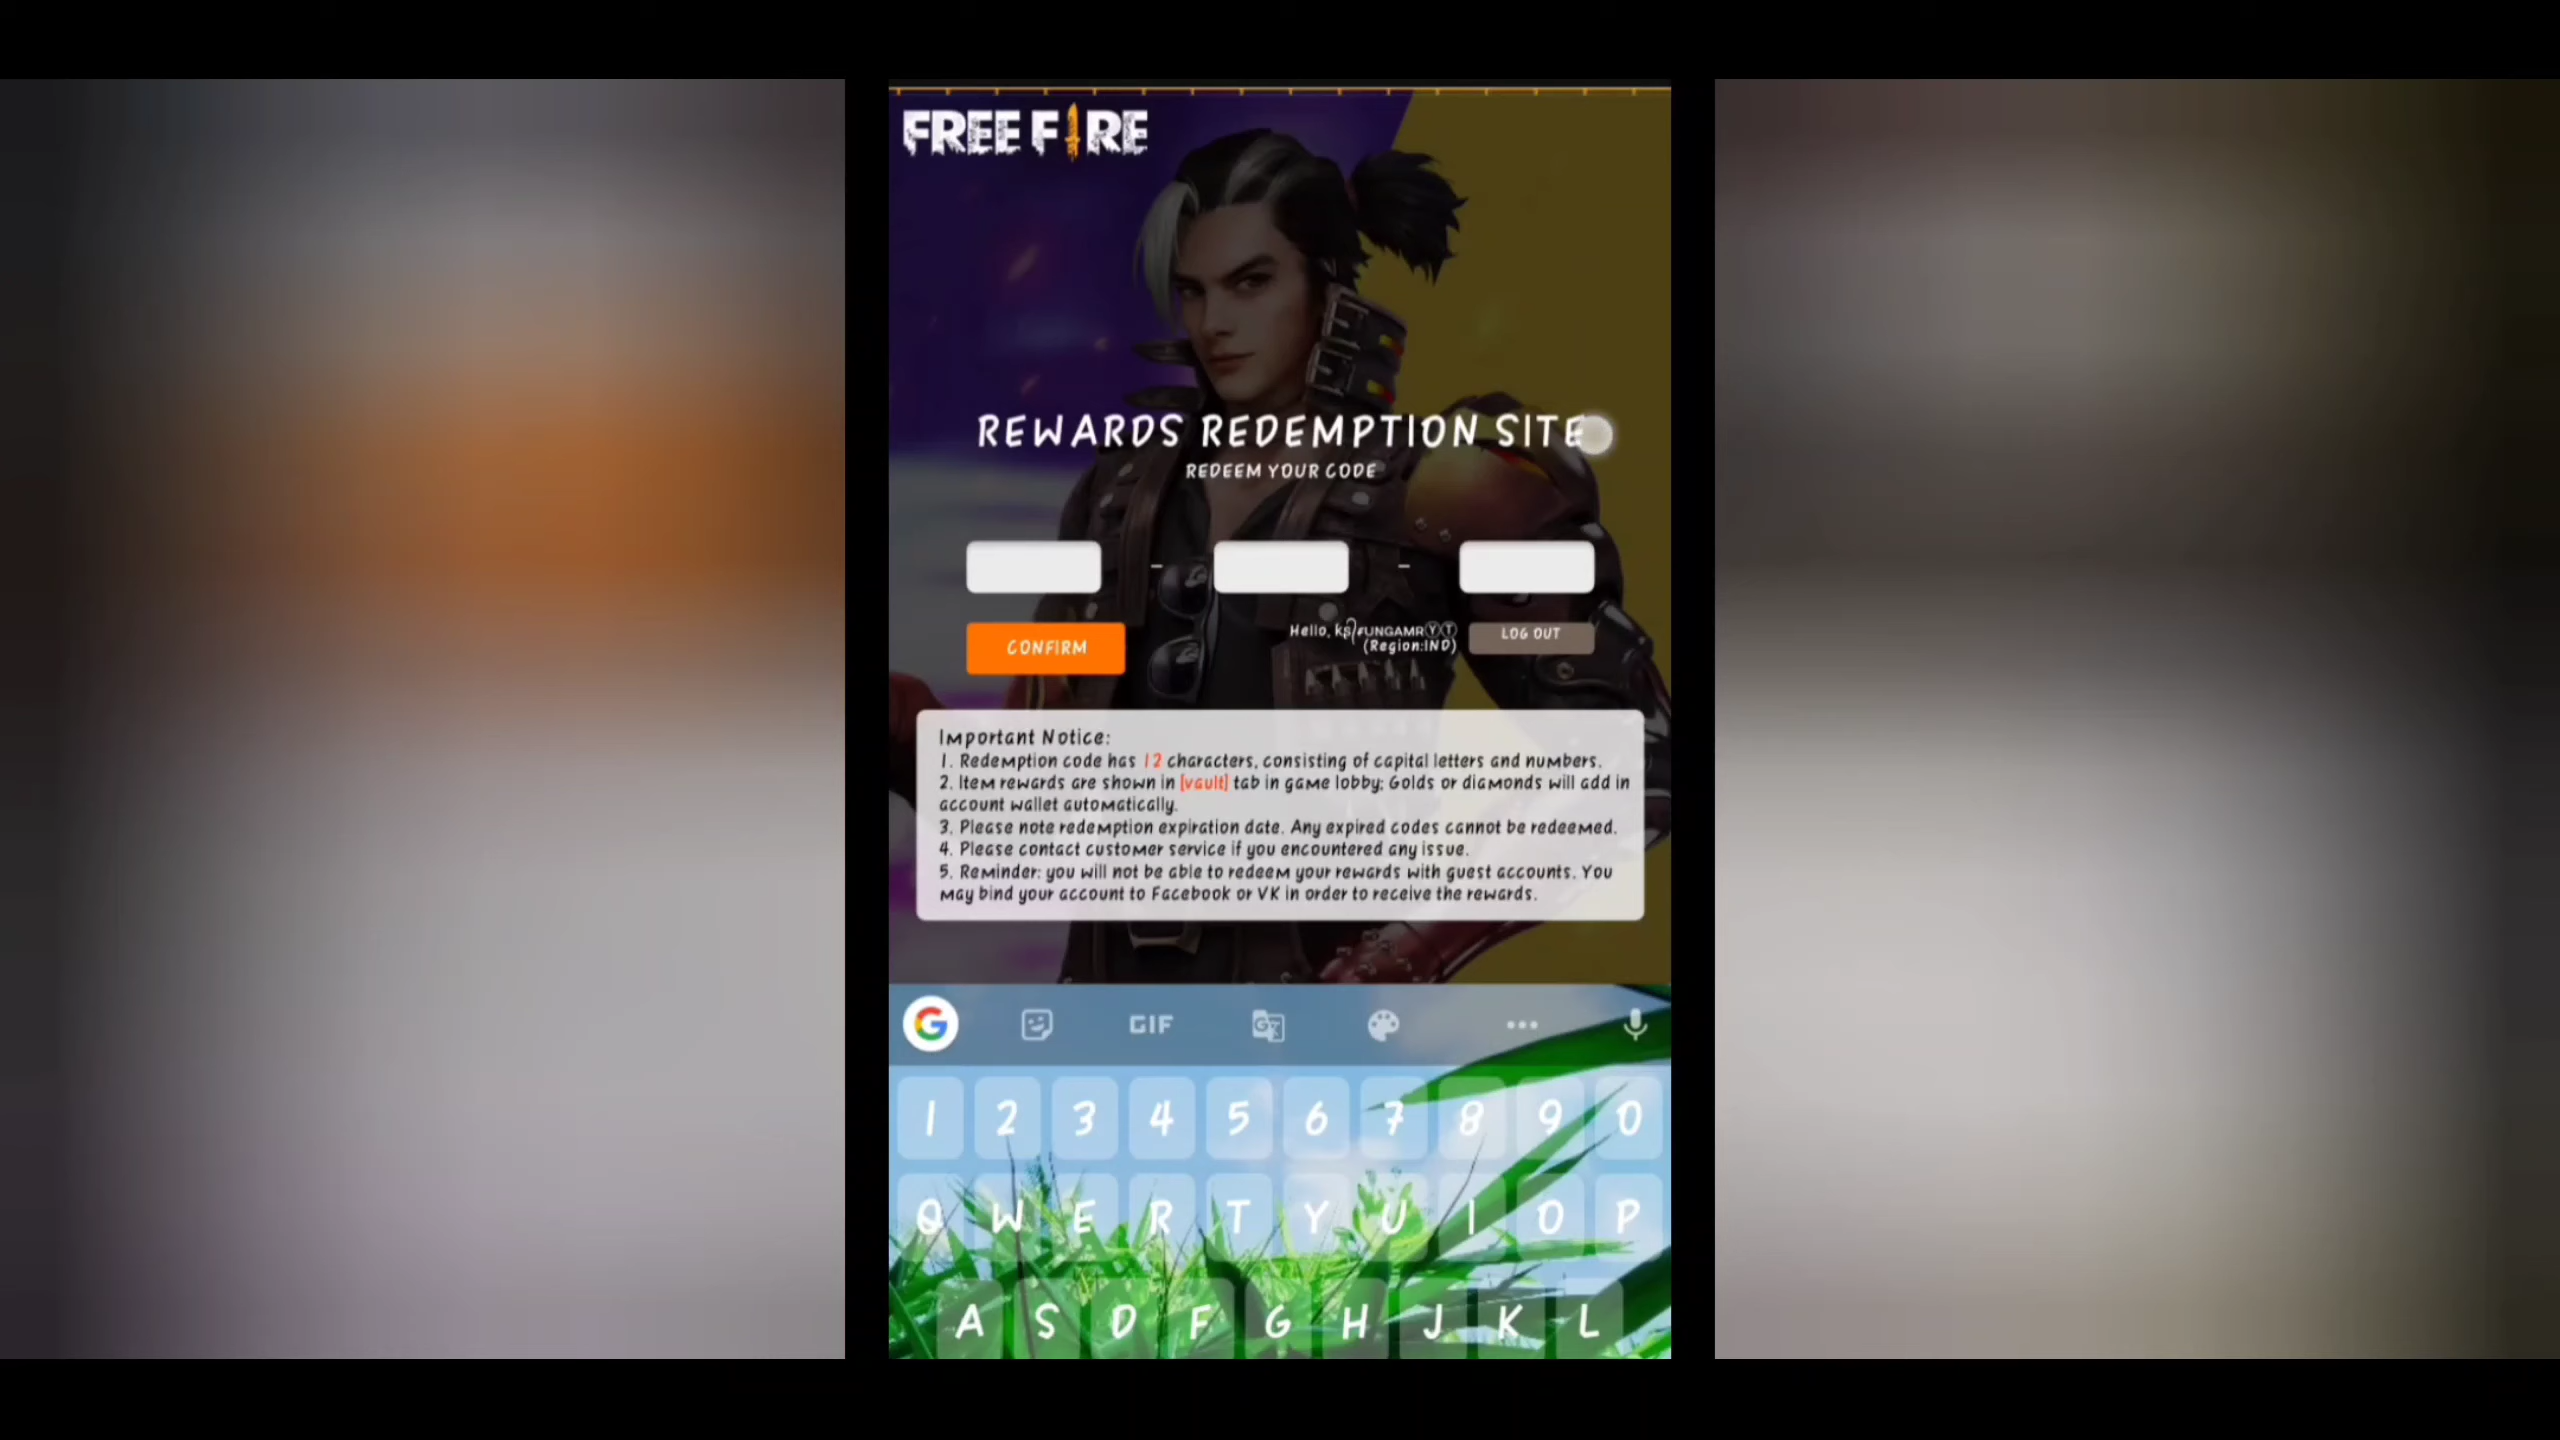 FREE FIRE
REWARDS REDEMPTION SITE
REDEEM YOUR CODE
- -
CONFIRM
Hello, ks FUNGAMRⓎⓉ
(Region:IND)
LOG OUT
Important Notice:
1. Redemption code has 12 characters, consisting of capital letters and numbers.
2. Item rewards are shown in [vault] tab in game lobby; Golds or diamonds will add in
account wallet automatically.
3. Please note redemption expiration date. Any expired codes cannot be redeemed.
4. Please contact customer service if you encountered any issue.
5. Reminder: you will not be able to redeem your rewards with guest accounts. You
may bind your account to Facebook or VK in order to receive the rewards.
G GIF G
1 2 3 4 5 6 7 8 9 0
Q W E R T Y U I O P
A S D F G H J K L